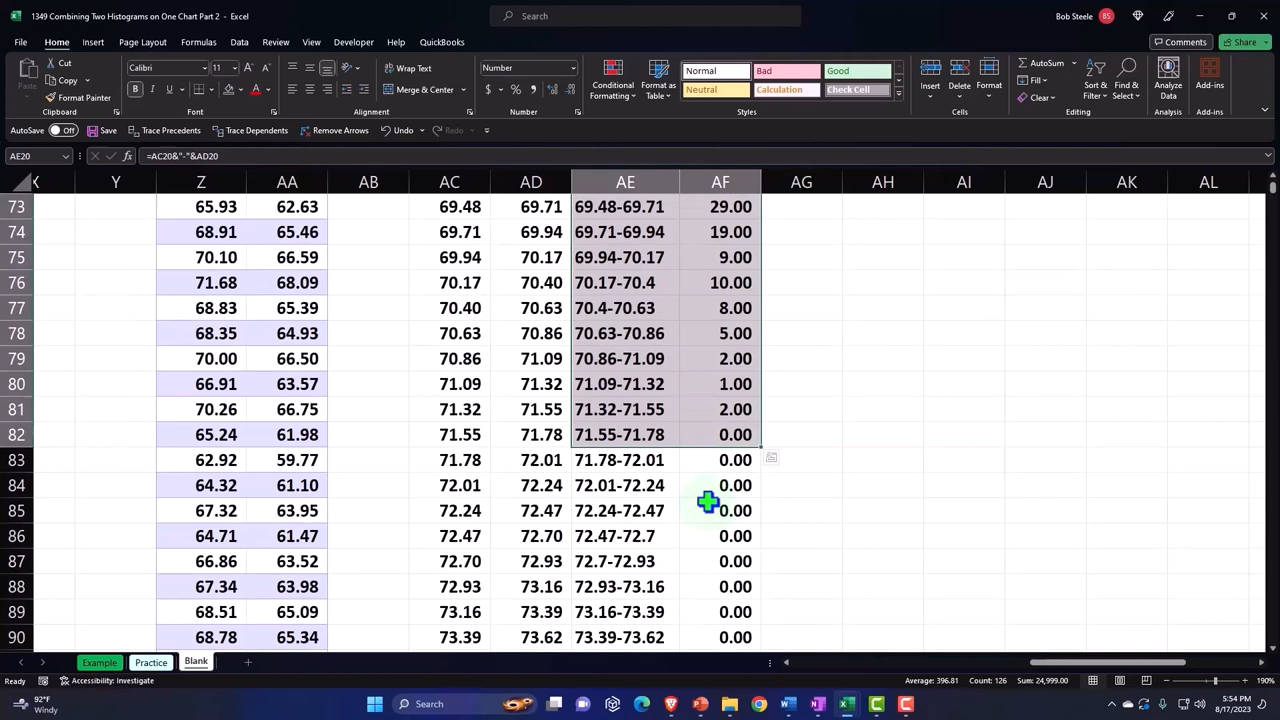 1349 Combining Two Histograms on One Chart Part 2 - Excel
Search
Bob Steele BS
File Home Insert Page Layout Formulas Data Review View Developer Help QuickBooks Comments Share
Cut
Copy
Format Painter
Clipboard
Calibri 11
B I U
Font
Wrap Text
Merge & Center
Alignment
Number
$ % ,
Number
Conditional Formatting
Format as Table
Normal Bad Good
Neutral Calculation Check Cell
Styles
Insert Delete Format
Cells
AutoSum
Fill
Clear
Sort & Filter
Find & Select
Editing
Analyze Data
Analysis
Add-ins
Add-ins
AutoSave Off Save Trace Precedents Trace Dependents Remove Arrows Undo Redo
AE20 fx =AC20&"-"&AD20
X Y Z AA AB AC AD AE AF AG AH AI AJ AK AL
73 65.93 62.63 69.48 69.71 69.48-69.71 29.00
74 68.91 65.46 69.71 69.94 69.71-69.94 19.00
75 70.10 66.59 69.94 70.17 69.94-70.17 9.00
76 71.68 68.09 70.17 70.40 70.17-70.4 10.00
77 68.83 65.39 70.40 70.63 70.4-70.63 8.00
78 68.35 64.93 70.63 70.86 70.63-70.86 5.00
79 70.00 66.50 70.86 71.09 70.86-71.09 2.00
80 66.91 63.57 71.09 71.32 71.09-71.32 1.00
81 70.26 66.75 71.32 71.55 71.32-71.55 2.00
82 65.24 61.98 71.55 71.78 71.55-71.78 0.00
83 62.92 59.77 71.78 72.01 71.78-72.01 0.00
84 64.32 61.10 72.01 72.24 72.01-72.24 0.00
85 67.32 63.95 72.24 72.47 72.24-72.47 0.00
86 64.71 61.47 72.47 72.70 72.47-72.7 0.00
87 66.86 63.52 72.70 72.93 72.7-72.93 0.00
88 67.34 63.98 72.93 73.16 72.93-73.16 0.00
89 68.51 65.09 73.16 73.39 73.16-73.39 0.00
90 68.78 65.34 73.39 73.62 73.39-73.62 0.00
Example Practice Blank
Ready Accessibility: Investigate Average: 396.81 Count: 126 Sum: 24,999.00 190%
92°F
Windy
Search
5:54 PM
8/17/2023